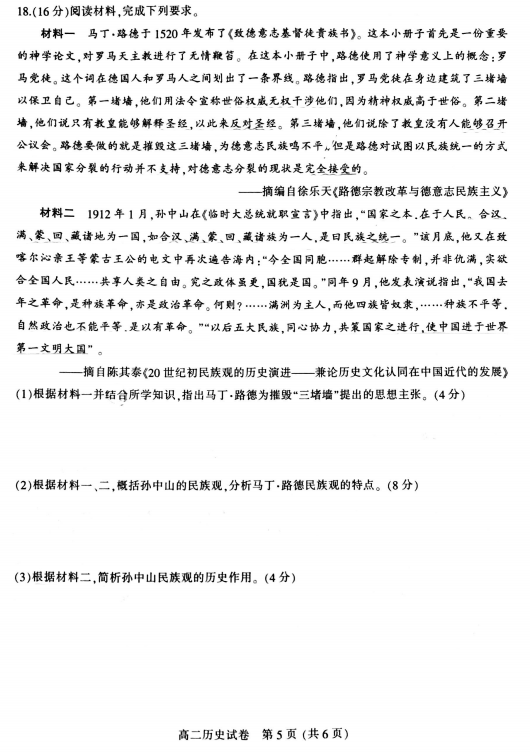 18.(16分)阅读材料,完成下列要求。
材料一 马丁·路德于1520年发布了《致德意志基督徒贵族书》。这本小册子首先是一份重要
的神学论文,对罗马天主教进行了无情鞭笞。在这本小册子中,路德使用了神学意义上的概念:罗
马党徒。这个词在德国人和罗马人之间划出了一条界线。路德指出,罗马党徒在身边建筑了三堵墙
以保卫自己。第一堵墙,他们用法令宣称世俗权威无权干涉他们,因为精神权威高于世俗。第二堵
墙,他们说只有教皇能够解释圣经,以此来反对圣经。第三堵墙,他们说除了教皇没有人能够召开
公议会。路德要做的就是摧毁这三堵墙,为德意志民族鸣不平。但是路德对试图以民族统一的方式
来解决国家分裂的行动并不支持,对德意志分裂的现状是完全接受的。
——摘编自徐乐天《路德宗教改革与德意志民族主义》
材料二 1912年1月,孙中山在《临时大总统就职宣言》中指出,“国家之本,在于人民。合汉、
满、蒙、回、藏诸地为一国,如合汉、满、蒙、回、藏诸族为一人,是曰民族之统一。”该月底,他又在致
喀尔沁亲王等蒙古王公的电文中再次遍告海内:“今全国同胞……群起解除专制,并非仇满,实欲
合全国人民……共享人类之自由。究之政体虽更,国犹是国。”同年9月,他发表演说指出,“我国去
年之革命,是种族革命,亦是政治革命。何则?……满洲为主人,而他四族皆奴隶,……种族不平等,
自然政治也不能平等,是以有革命。”“以后五大民族,同心协力,共策国家之进行,使中国进于世界
第一文明大国”。
——摘自陈其泰《20世纪初民族观的历史演进——兼论历史文化认同在中国近代的发展》
(1)根据材料一并结合所学知识,指出马丁·路德为摧毁“三堵墙”提出的思想主张。(4分)
(2)根据材料一、二,概括孙中山的民族观,分析马丁·路德民族观的特点。(8分)
(3)根据材料二,简析孙中山民族观的历史作用。(4分)
高二历史试卷 第5页(共6页)